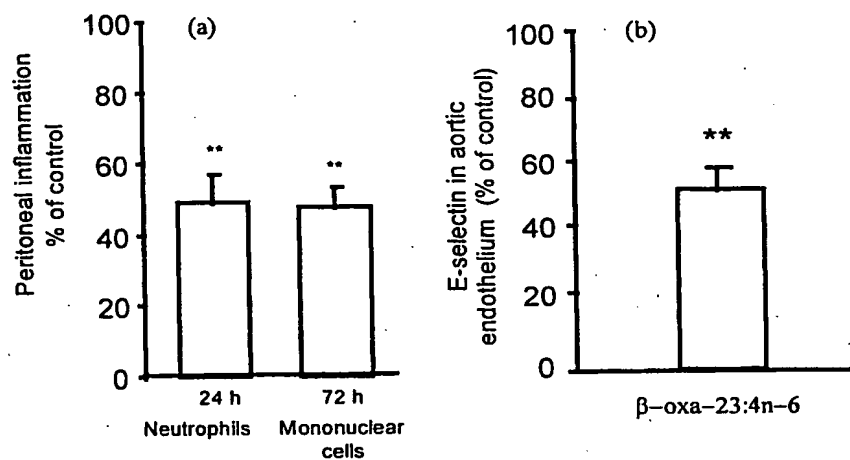 (a)
Peritoneal inflammation
% of control
100
80
60
40
20
0
**
**
24 h
72 h
Neutrophils
Mononuclear
cells
(b)
E-selectin in aortic
endothelium (% of control)
100
80
60
40
20
0
**
β-oxa-23:4n-6